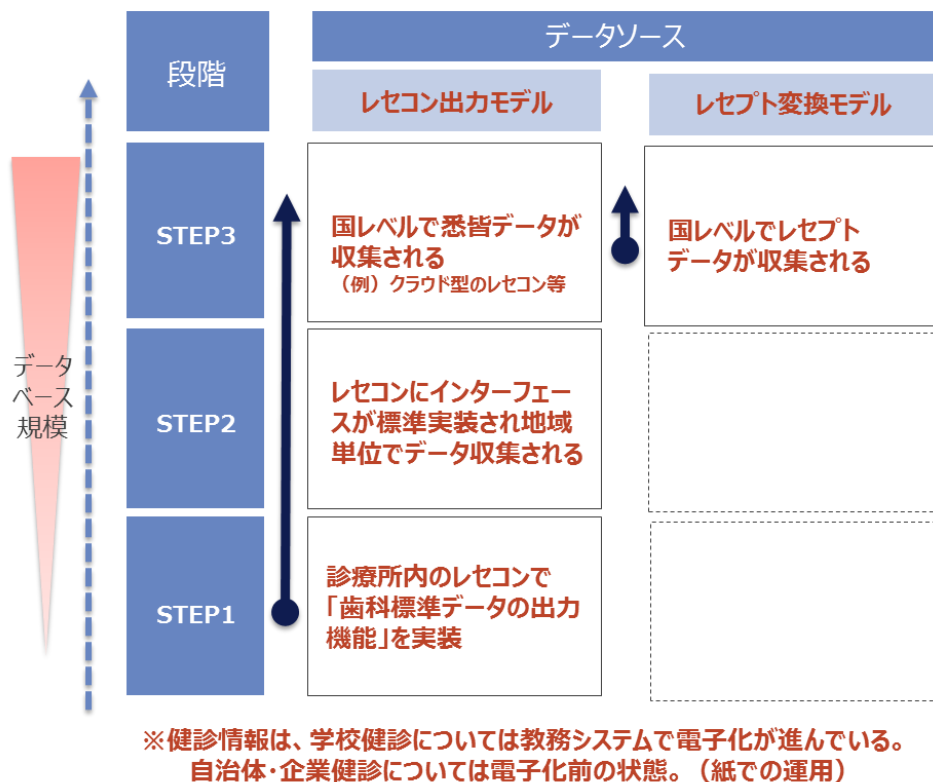 段階
データソース
レセコン出力モデル
レセプト変換モデル
データ
ベース
規模
STEP3
国レベルで悉皆データが
収集される
（例）クラウド型のレセコン等
国レベルでレセプト
データが収集される
STEP2
レセコンにインターフェー
スが標準実装され地域
単位でデータ収集される
STEP1
診療所内のレセコンで
「歯科標準データの出力
機能」を実装
※健診情報は、学校健診については教務システムで電子化が進んでいる。
自治体・企業健診については電子化前の状態。（紙での運用）